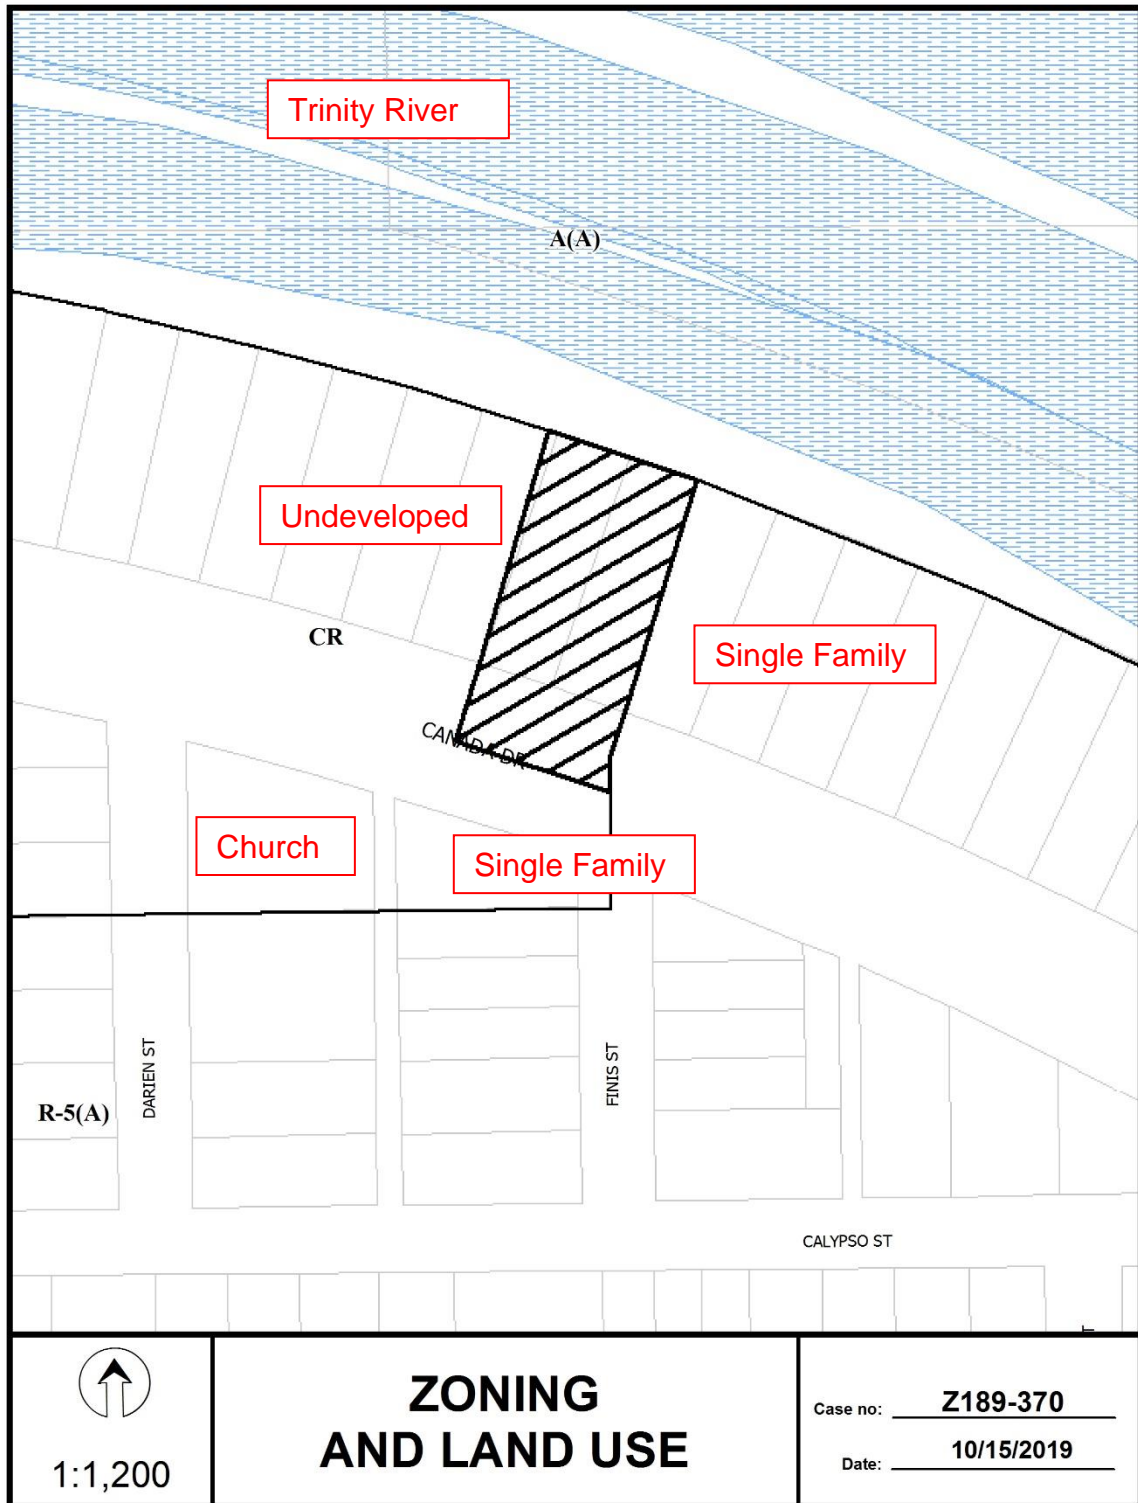 Trinity River
A(A)
Undeveloped
CR
Single Family
CANADA DR
Church
Single Family
DARIEN ST
FINIS ST
R-5(A)
CALYPSO ST
1:1,200
ZONING
AND LAND USE
Case no: Z189-370
Date: 10/15/2019